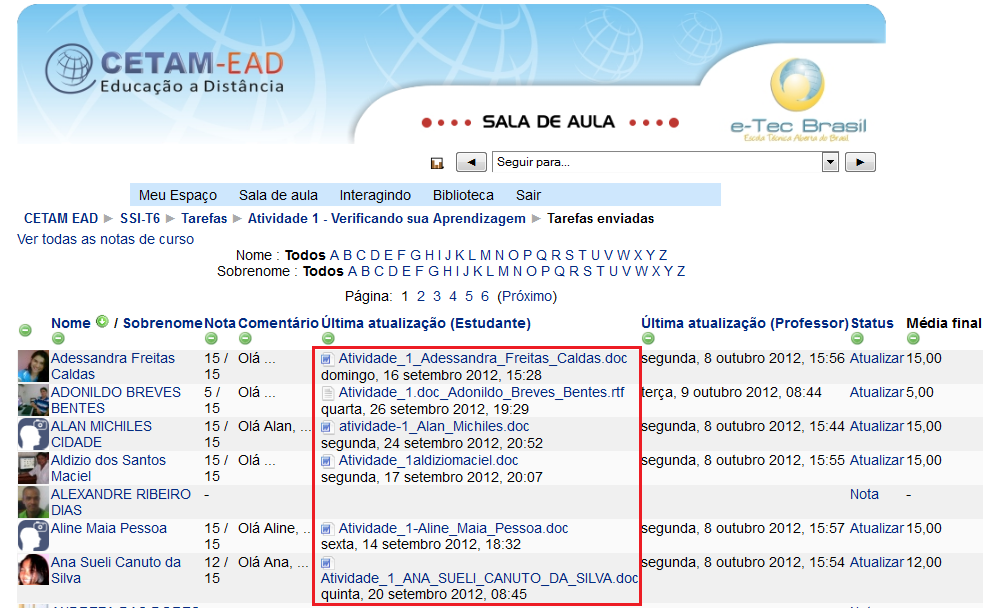 CETAM-EAD
Educação a Distância
SALA DE AULA
e-Tec Brasil
Escola Técnica Aberta do Brasil
Seguir para...
Meu Espaço Sala de aula Interagindo Biblioteca Sair
CETAM EAD ► SSI-T6 ► Tarefas ► Atividade 1 - Verificando sua Aprendizagem ► Tarefas enviadas
Ver todas as notas de curso
Nome : Todos A B C D E F G H I J K L M N O P Q R S T U V W X Y Z
Sobrenome : Todos A B C D E F G H I J K L M N O P Q R S T U V W X Y Z
Página: 1 2 3 4 5 6 (Próximo)
Nome / Sobrenome Nota Comentário Última atualização (Estudante) Última atualização (Professor) Status Média final
Adessandra Freitas 15 / Olá ... Atividade_1_Adessandra_Freitas_Caldas.doc segunda, 8 outubro 2012, 15:56 Atualizar 15,00
Caldas 15 domingo, 16 setembro 2012, 15:28
ADONILDO BREVES 5 / Olá ... Atividade_1.doc_Adonildo_Breves_Bentes.rtf terça, 9 outubro 2012, 08:44 Atualizar 5,00
BENTES 15 quarta, 26 setembro 2012, 19:29
ALAN MICHILES 15 / Olá Alan, ... atividade-1_Alan_Michiles.doc segunda, 8 outubro 2012, 15:44 Atualizar 15,00
CIDADE 15 segunda, 24 setembro 2012, 20:52
Aldizio dos Santos 15 / Olá ... Atividade_1aldiziomaciel.doc segunda, 8 outubro 2012, 15:55 Atualizar 15,00
Maciel 15 segunda, 17 setembro 2012, 20:07
ALEXANDRE RIBEIRO - Nota -
DIAS
Aline Maia Pessoa 15 / Olá Aline, ... Atividade_1-Aline_Maia_Pessoa.doc segunda, 8 outubro 2012, 15:57 Atualizar 15,00
15 sexta, 14 setembro 2012, 18:32
Ana Sueli Canuto da 12 / Olá Ana, ... segunda, 8 outubro 2012, 15:54 Atualizar 12,00
Silva 15 Atividade_1_ANA_SUELI_CANUTO_DA_SILVA.doc
quinta, 20 setembro 2012, 08:45